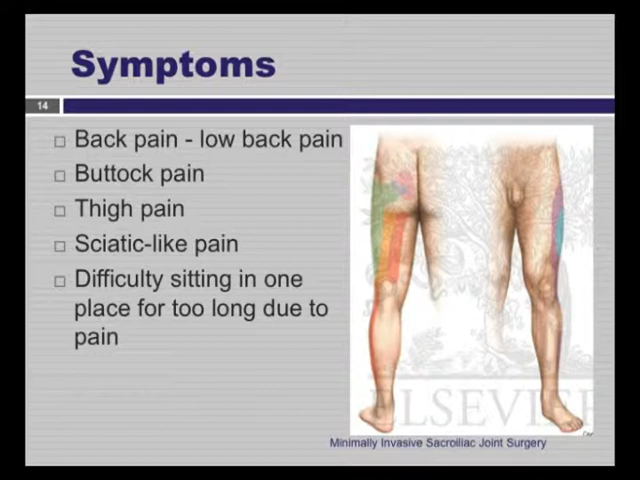 Symptoms
14
Back pain - low back pain
Buttock pain
Thigh pain
Sciatic-like pain
Difficulty sitting in one
place for too long due to
pain
ELSEVIER
Minimally Invasive Sacroiliac Joint Surgery